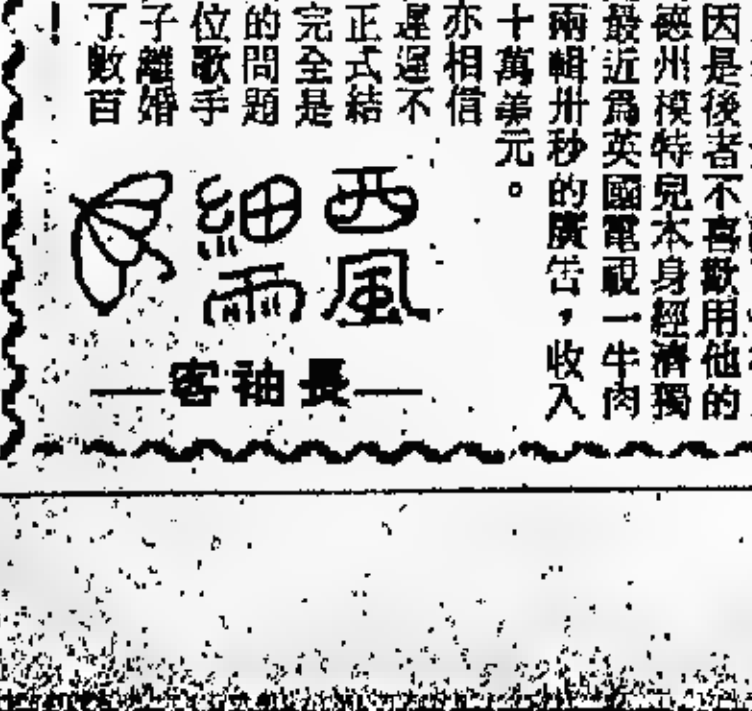 因是後者不喜歡用他的
德州模特兒本身經濟獨
最近爲英國電視一牛肉
兩輯卅秒的廣告，收入
十萬美元。
亦相信
遲遲不
正式結
完全是
的問題
位歌手
子離婚
了數百
！
西風
細雨
長袖客